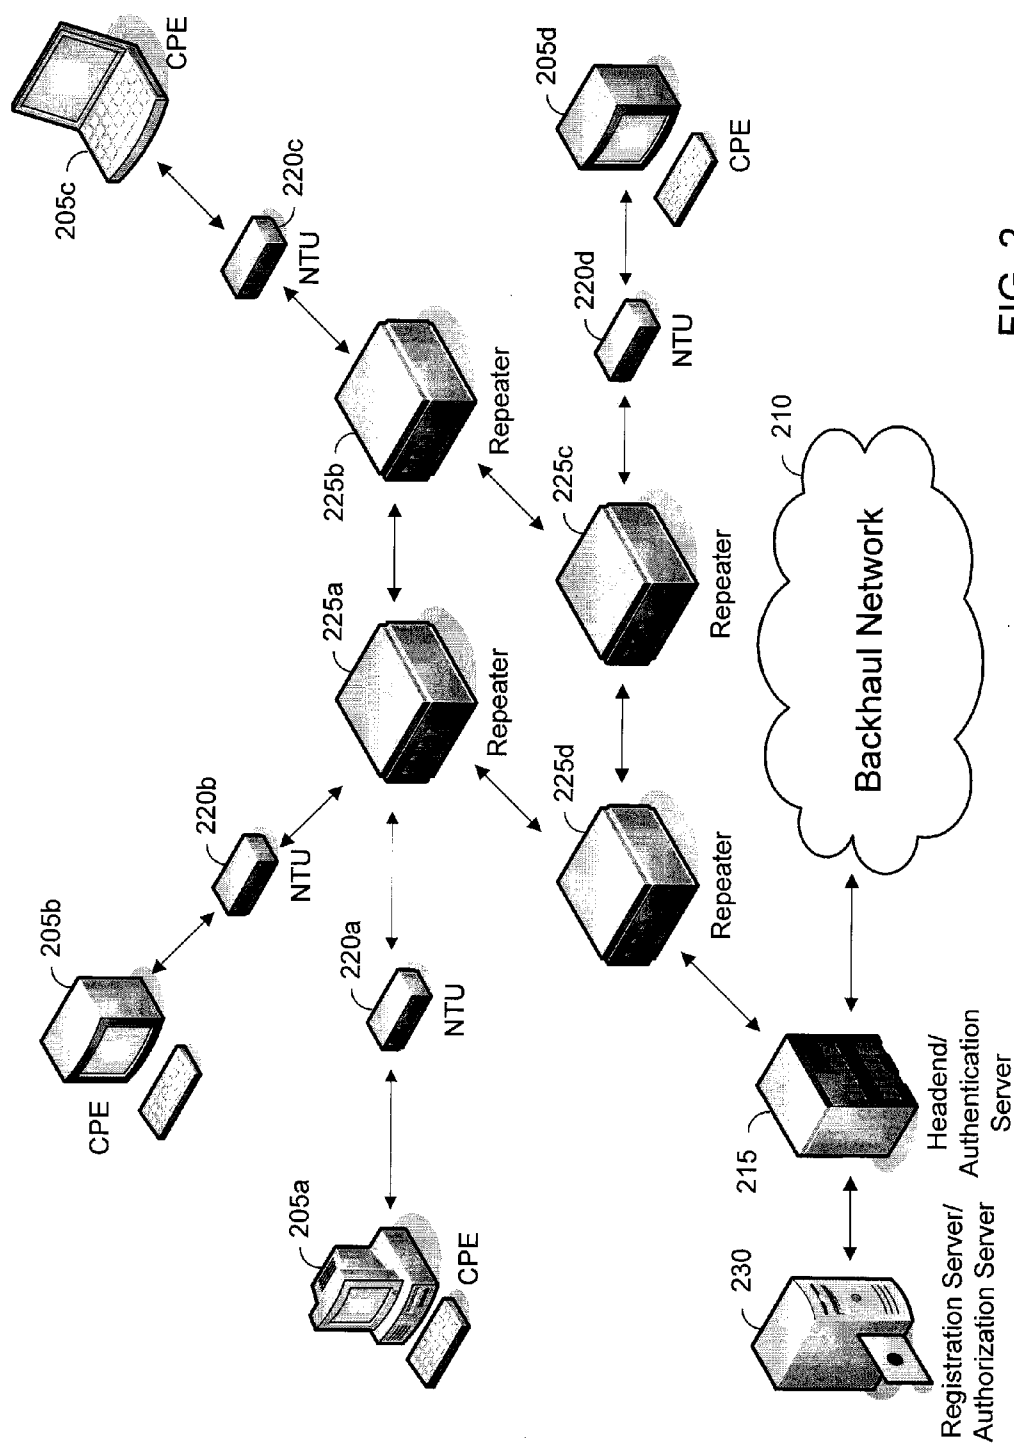 205b
CPE
220b
NTU
205c
CPE
220c
NTU
205a
CPE
220a
NTU
225a
Repeater
225b
Repeater
205d
CPE
220d
NTU
225d
Repeater
225c
Repeater
230
Registration Server/
Authorization Server
215
Headend/
Authentication
Server
210
Backhaul Network
FIG. 2